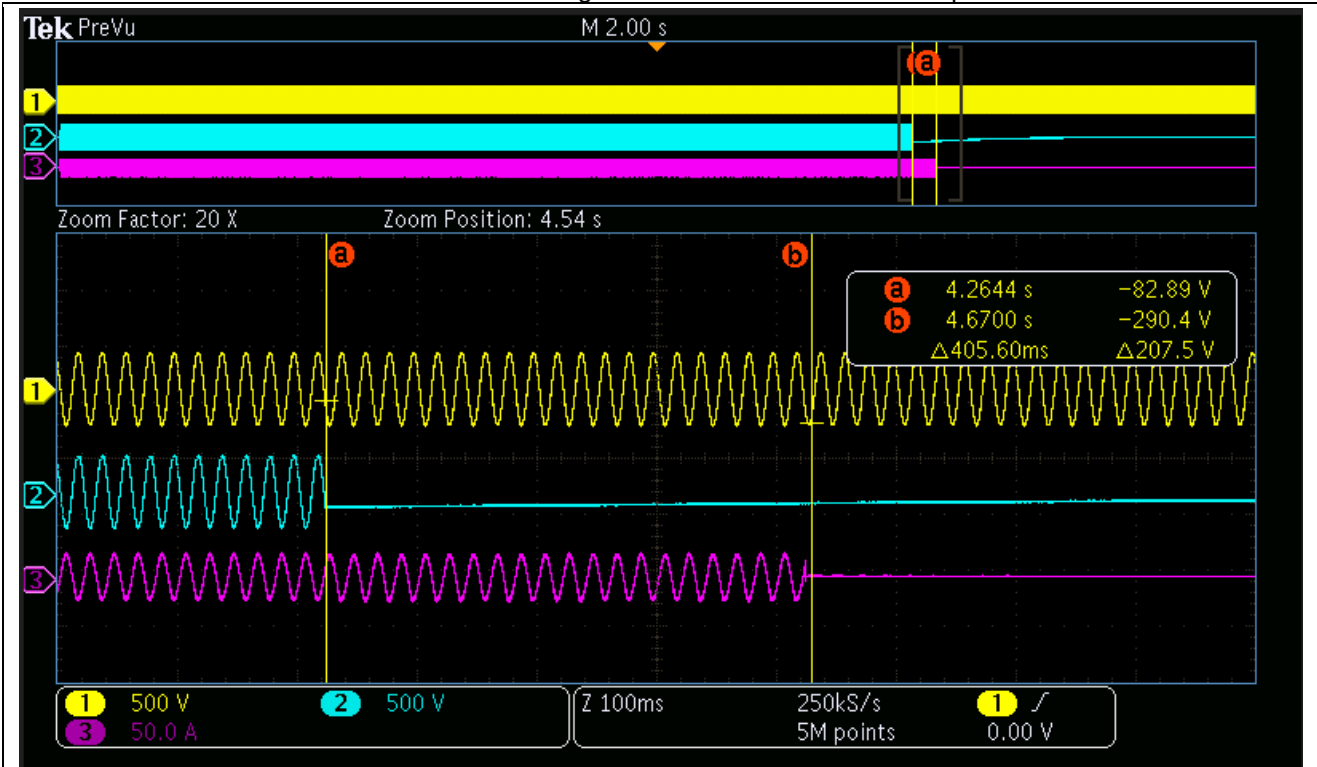 Tek PreVu M 2.00 s
a
1
2
3
Zoom Factor: 20 X Zoom Position: 4.54 s
a b
a 4.2644 s −82.89 V
b 4.6700 s −290.4 V
△405.60ms △207.5 V
1
2
3
1 500 V 2 500 V Z 100ms 250kS/s 1
3 50.0 A 5M points 0.00 V